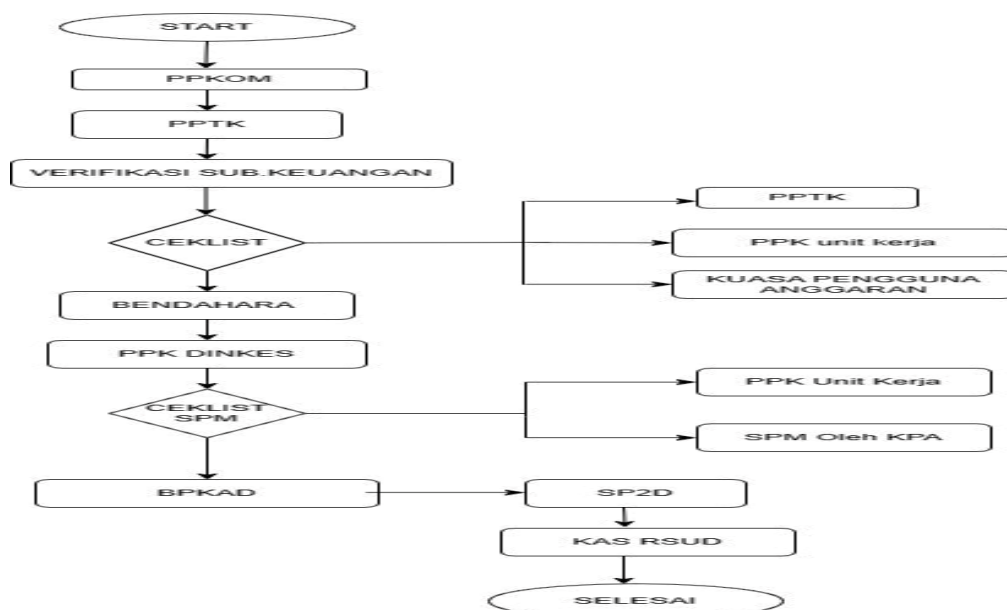 START
PPKOM
PPTK
VERIFIKASI SUB.KEUANGAN
CEKLIST
PPTK
PPK unit kerja
KUASA PENGGUNA
ANGGARAN
BENDAHARA
PPK DINKES
CEKLIST
SPM
PPK Unit Kerja
SPM Oleh KPA
BPKAD
SP2D
KAS RSUD
SELESAI